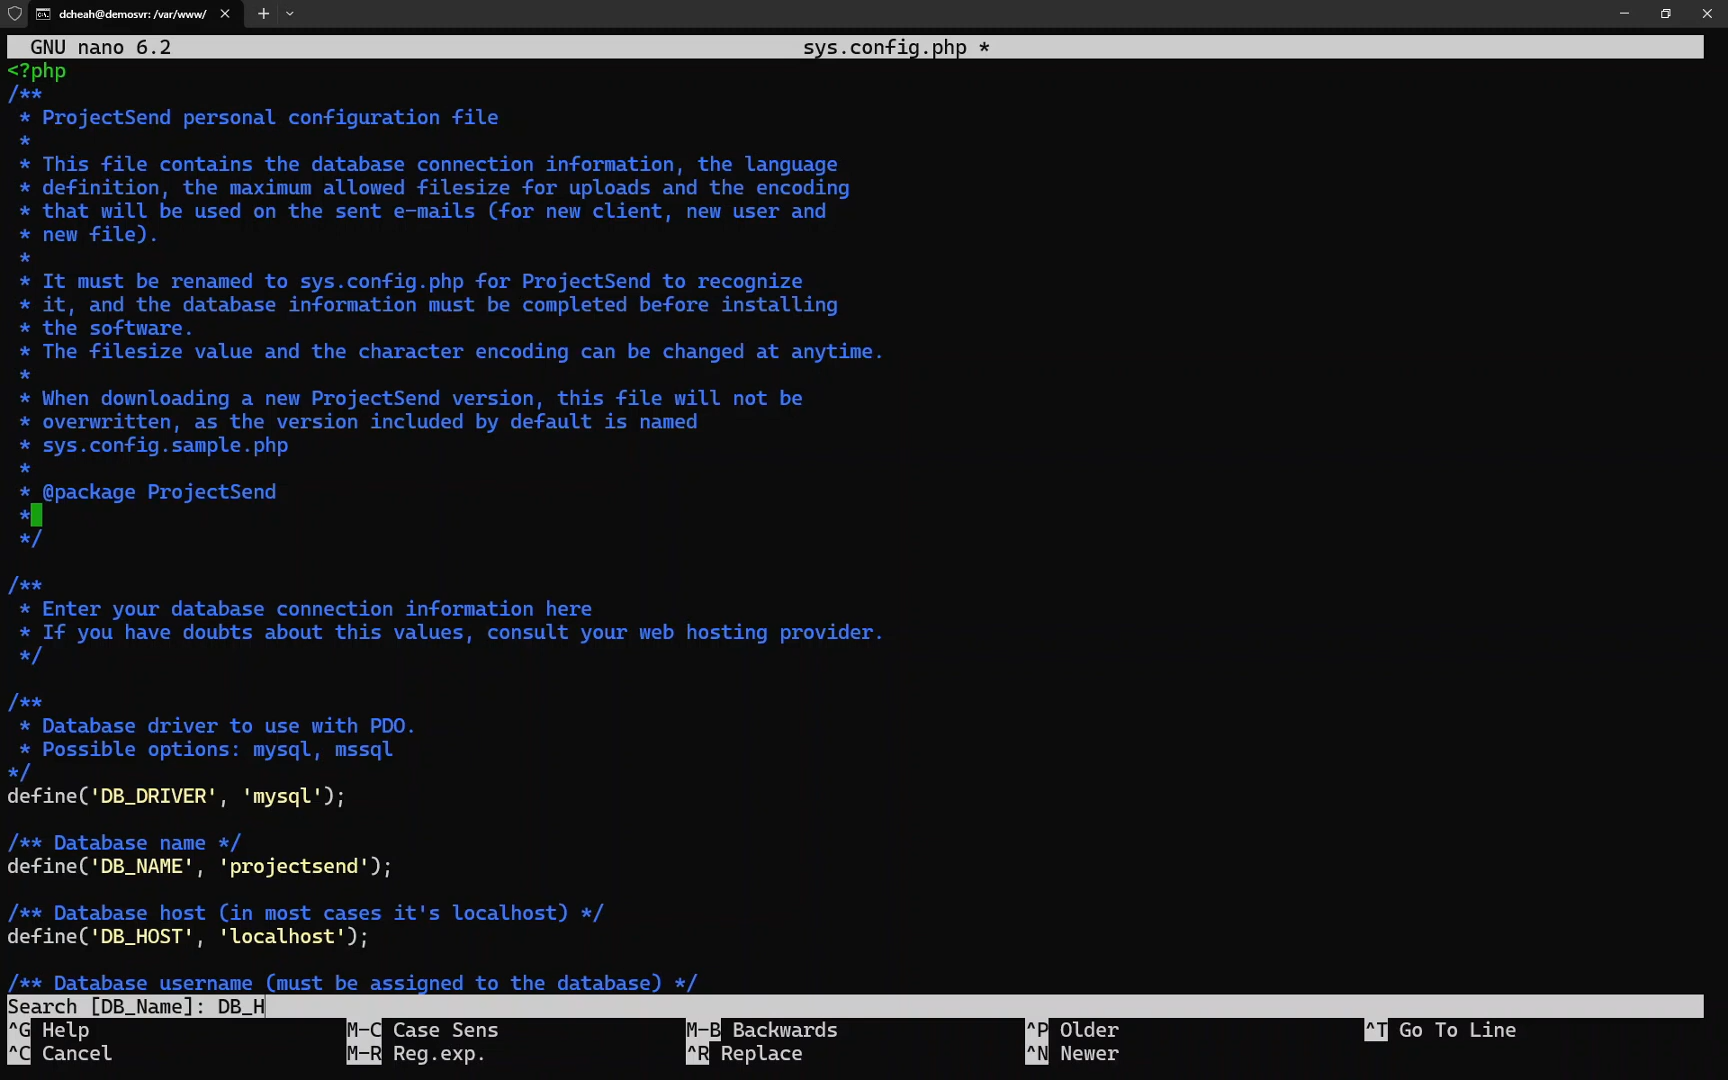 dcheah@demosvr: /var/www/
GNU nano 6.2 sys.config.php *
<?php
/**
* ProjectSend personal configuration file
*
* This file contains the database connection information, the language
* definition, the maximum allowed filesize for uploads and the encoding
* that will be used on the sent e-mails (for new client, new user and
* new file).
*
* It must be renamed to sys.config.php for ProjectSend to recognize
* it, and the database information must be completed before installing
* the software.
* The filesize value and the character encoding can be changed at anytime.
*
* When downloading a new ProjectSend version, this file will not be
* overwritten, as the version included by default is named
* sys.config.sample.php
*
* @package ProjectSend
*
*/
/**
* Enter your database connection information here
* If you have doubts about this values, consult your web hosting provider.
*/
/**
* Database driver to use with PDO.
* Possible options: mysql, mssql
*/
define('DB_DRIVER', 'mysql');
/** Database name */
define('DB_NAME', 'projectsend');
/** Database host (in most cases it's localhost) */
define('DB_HOST', 'localhost');
/** Database username (must be assigned to the database) */
Search [DB_Name]: DB_H
^G Help M-C Case Sens M-B Backwards ^P Older ^T Go To Line
^C Cancel M-R Reg.exp. ^R Replace ^N Newer